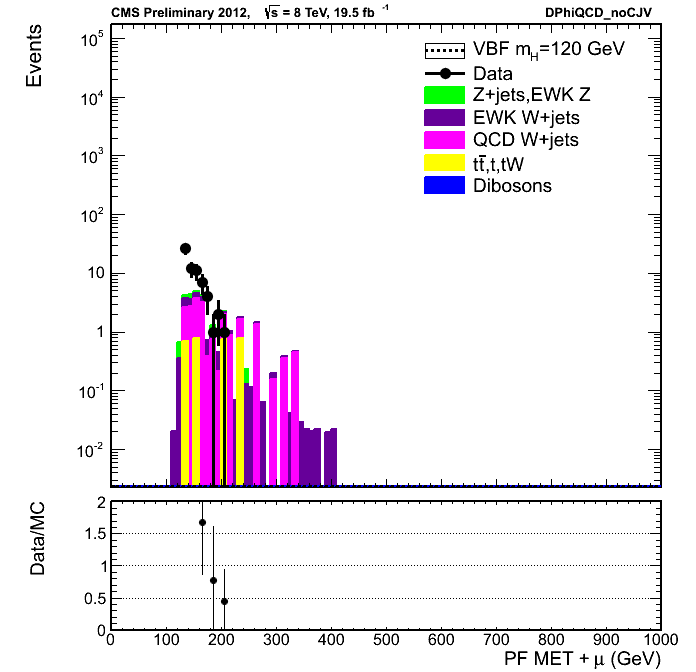 CMS Preliminary 2012, √s = 8 TeV, 19.5 fb⁻¹ DPhiQCD_noCJV
Events
10⁵
10⁴
10³
10²
10
1
10⁻¹
10⁻²
VBF m_H=120 GeV
Data
Z+jets,EWK Z
EWK W+jets
QCD W+jets
tt̅,t,tW
Dibosons
Data/MC
2
1.5
1
0.5
0
0 100 200 300 400 500 600 700 800 900 1000
PF MET + μ (GeV)